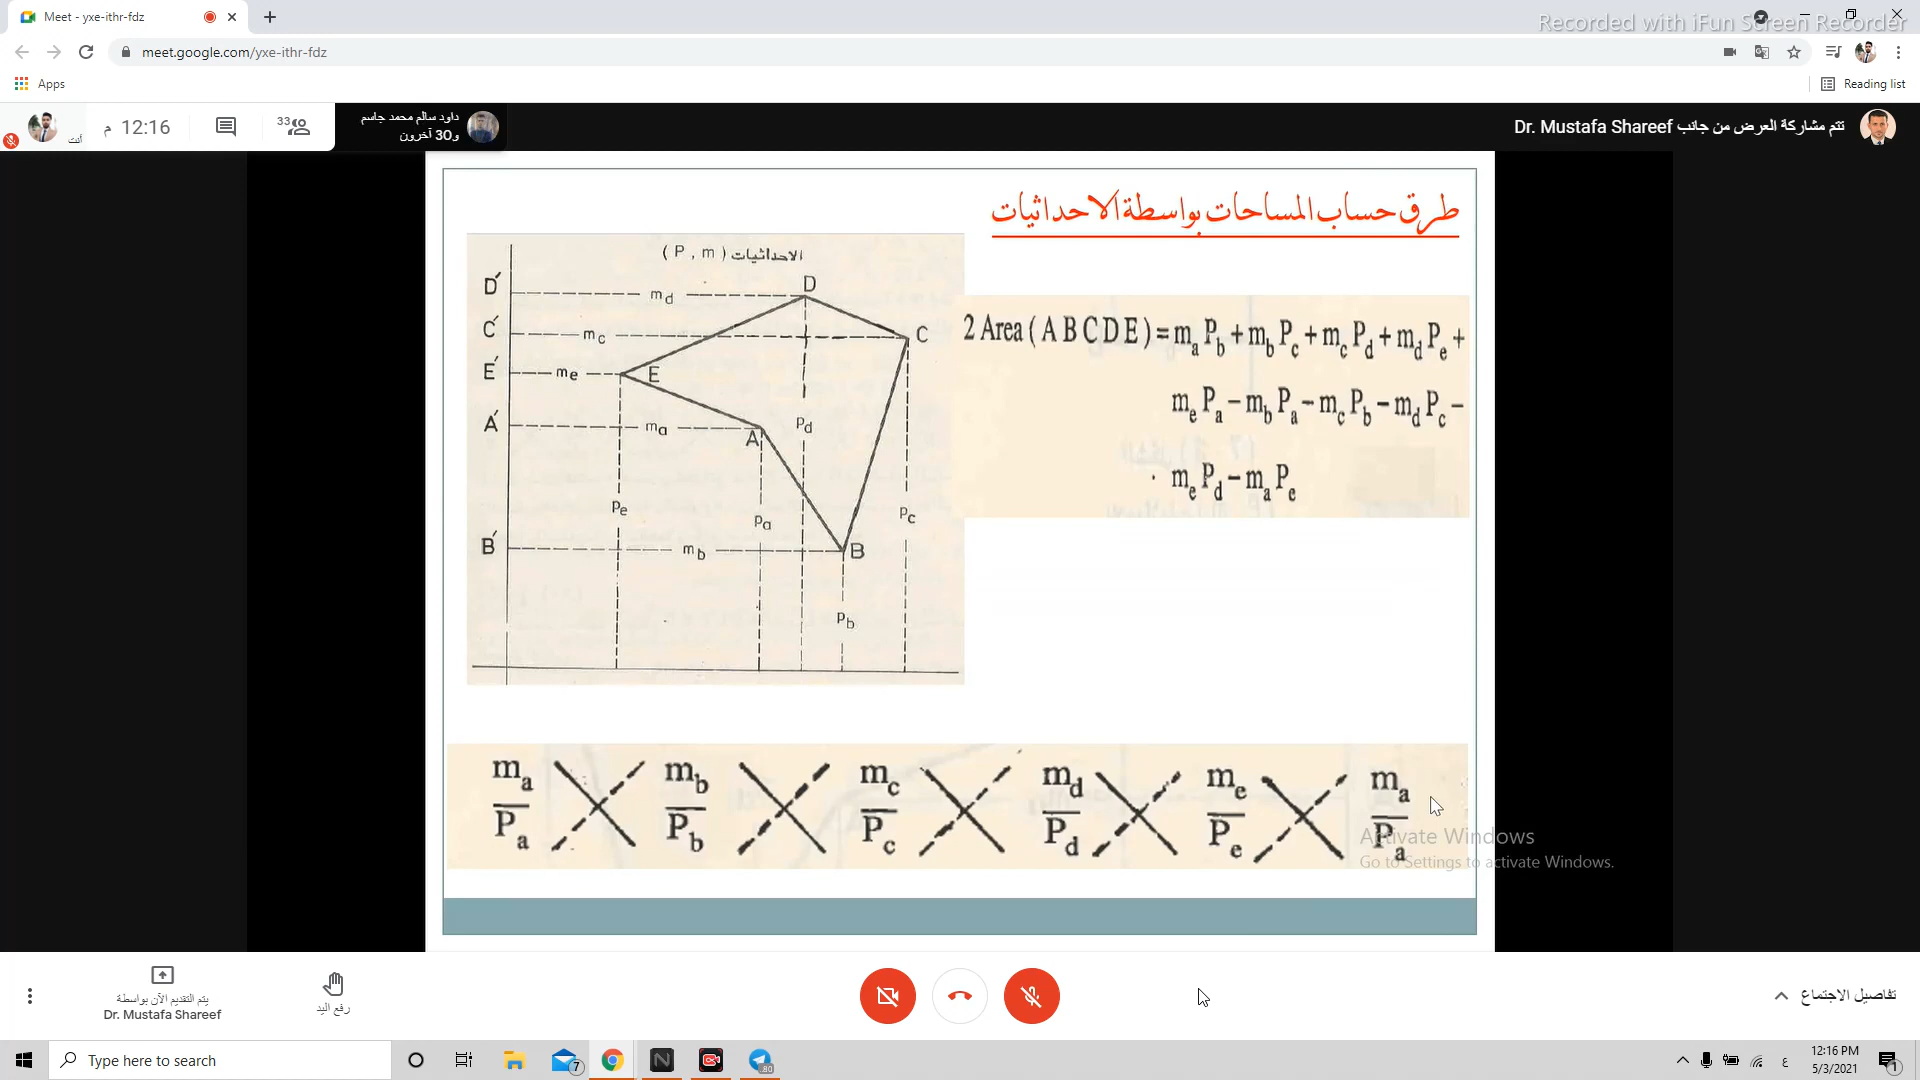 Meet - yxe-ithr-fdz
Recorded with iFun Screen Recorder
meet.google.com/yxe-ithr-fdz
Apps
Reading list
أنت
12:16 م
33
داود سالم محمد جاسم
و30 آخرون
تتم مشاركة العرض من جانب Dr. Mustafa Shareef
طرق حساب المساحات بواسطة الاحداثيات
الاحداثيات ( P , m )
D′ md D
C′ mc C
E′ me E
A′ ma A Pd
Pe Pa Pc
B′ mb B
Pb
2 Area ( A B C D E ) = ma Pb + mb Pc + mc Pd + md Pe +
me Pa − mb Pa − mc Pb − md Pc −
me Pd − ma Pe
ma mb mc md me ma
Pa Pb Pc Pd Pe Pa
Activate Windows
Go to Settings to activate Windows.
يتم التقديم الآن بواسطة
Dr. Mustafa Shareef
رفع اليد
تفاصيل الاجتماع
Type here to search
7
N
80
ع
12:16 PM
5/3/2021
1